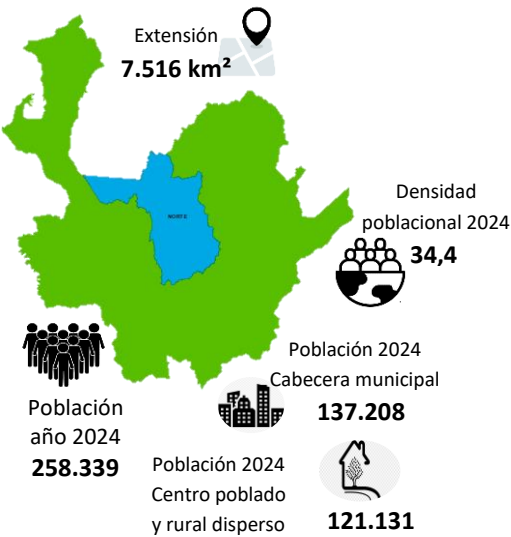 Extensión
7.516 km²
NORTE
Densidad
poblacional 2024
34,4
Población 2024
Cabecera municipal
137.208
Población
año 2024
258.339
Población 2024
Centro poblado
y rural disperso
121.131